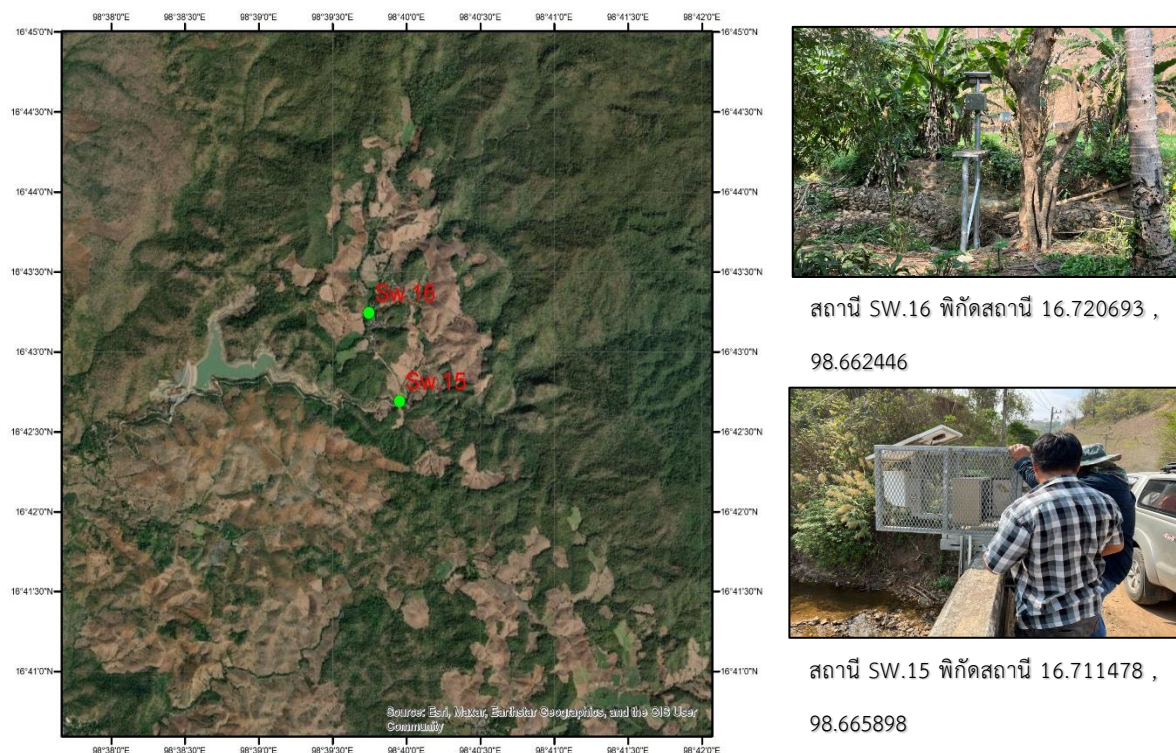 98°38'0"E 98°38'30"E 98°39'0"E 98°39'30"E 98°40'0"E 98°40'30"E 98°41'0"E 98°41'30"E 98°42'0"E
16°45'0"N 16°45'0"N
16°44'30"N 16°44'30"N
16°44'0"N 16°44'0"N
16°43'30"N 16°43'30"N
Sw.16
16°43'0"N 16°43'0"N
Sw.15
16°42'30"N 16°42'30"N
16°42'0"N 16°42'0"N
16°41'30"N 16°41'30"N
16°41'0"N 16°41'0"N
Source: Esri, Maxar, Earthstar Geographics, and the GIS User
Community
98°38'0"E 98°38'30"E 98°39'0"E 98°39'30"E 98°40'0"E 98°40'30"E 98°41'0"E 98°41'30"E 98°42'0"E
สถานี SW.16 พิกัดสถานี 16.720693 ,
98.662446
สถานี SW.15 พิกัดสถานี 16.711478 ,
98.665898